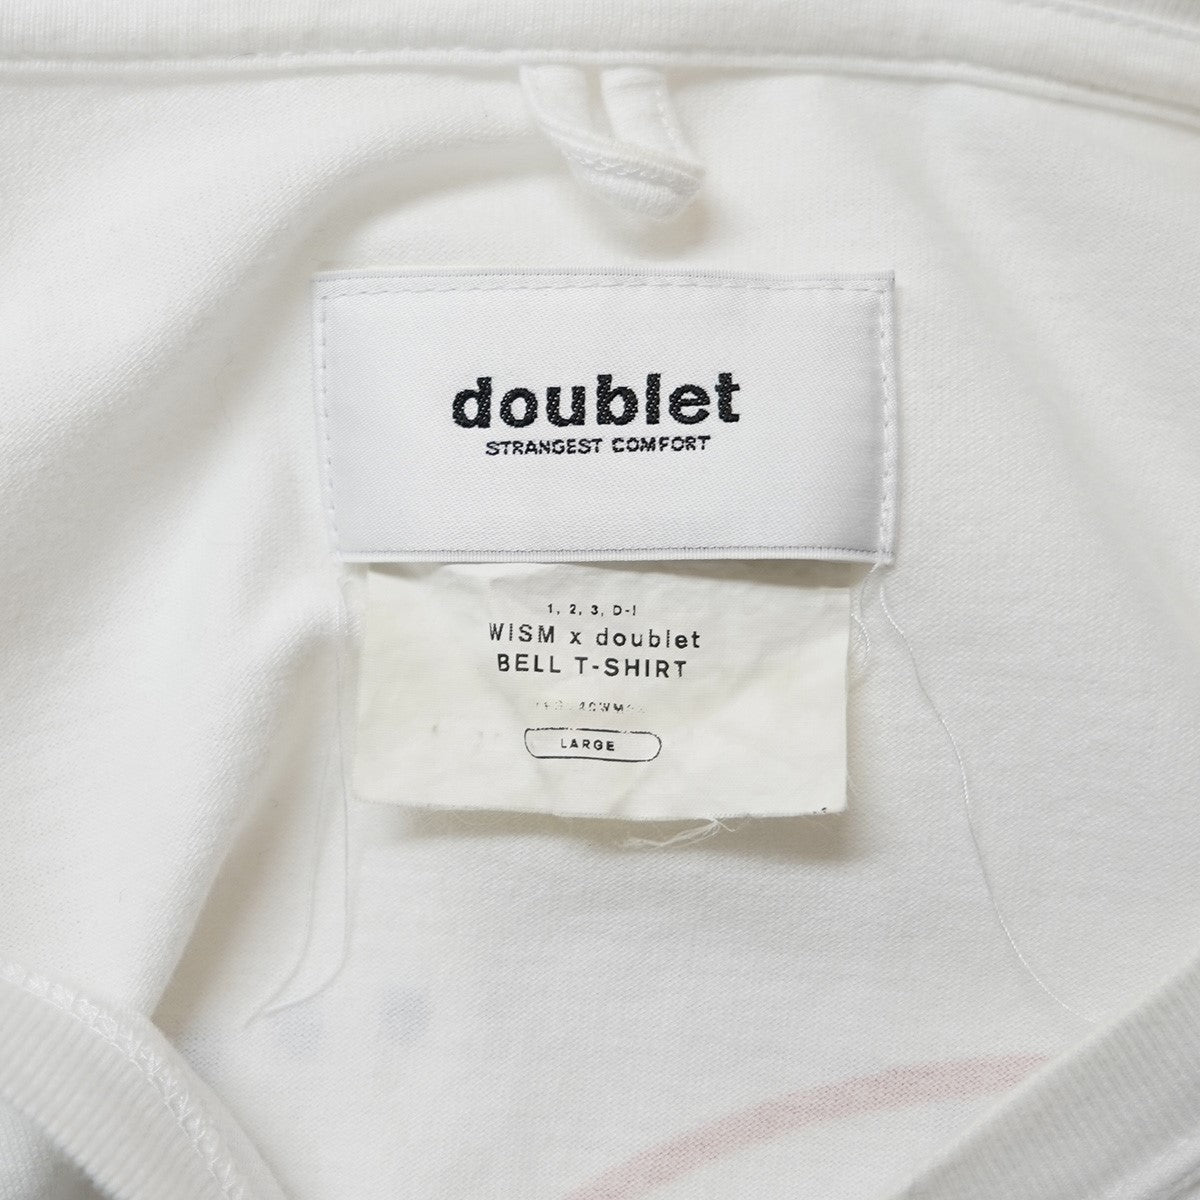 doublet
STRANGEST COMFORT
1, 2, 3, D-!
WISM x doublet
BELL T-SHIRT
LARGE